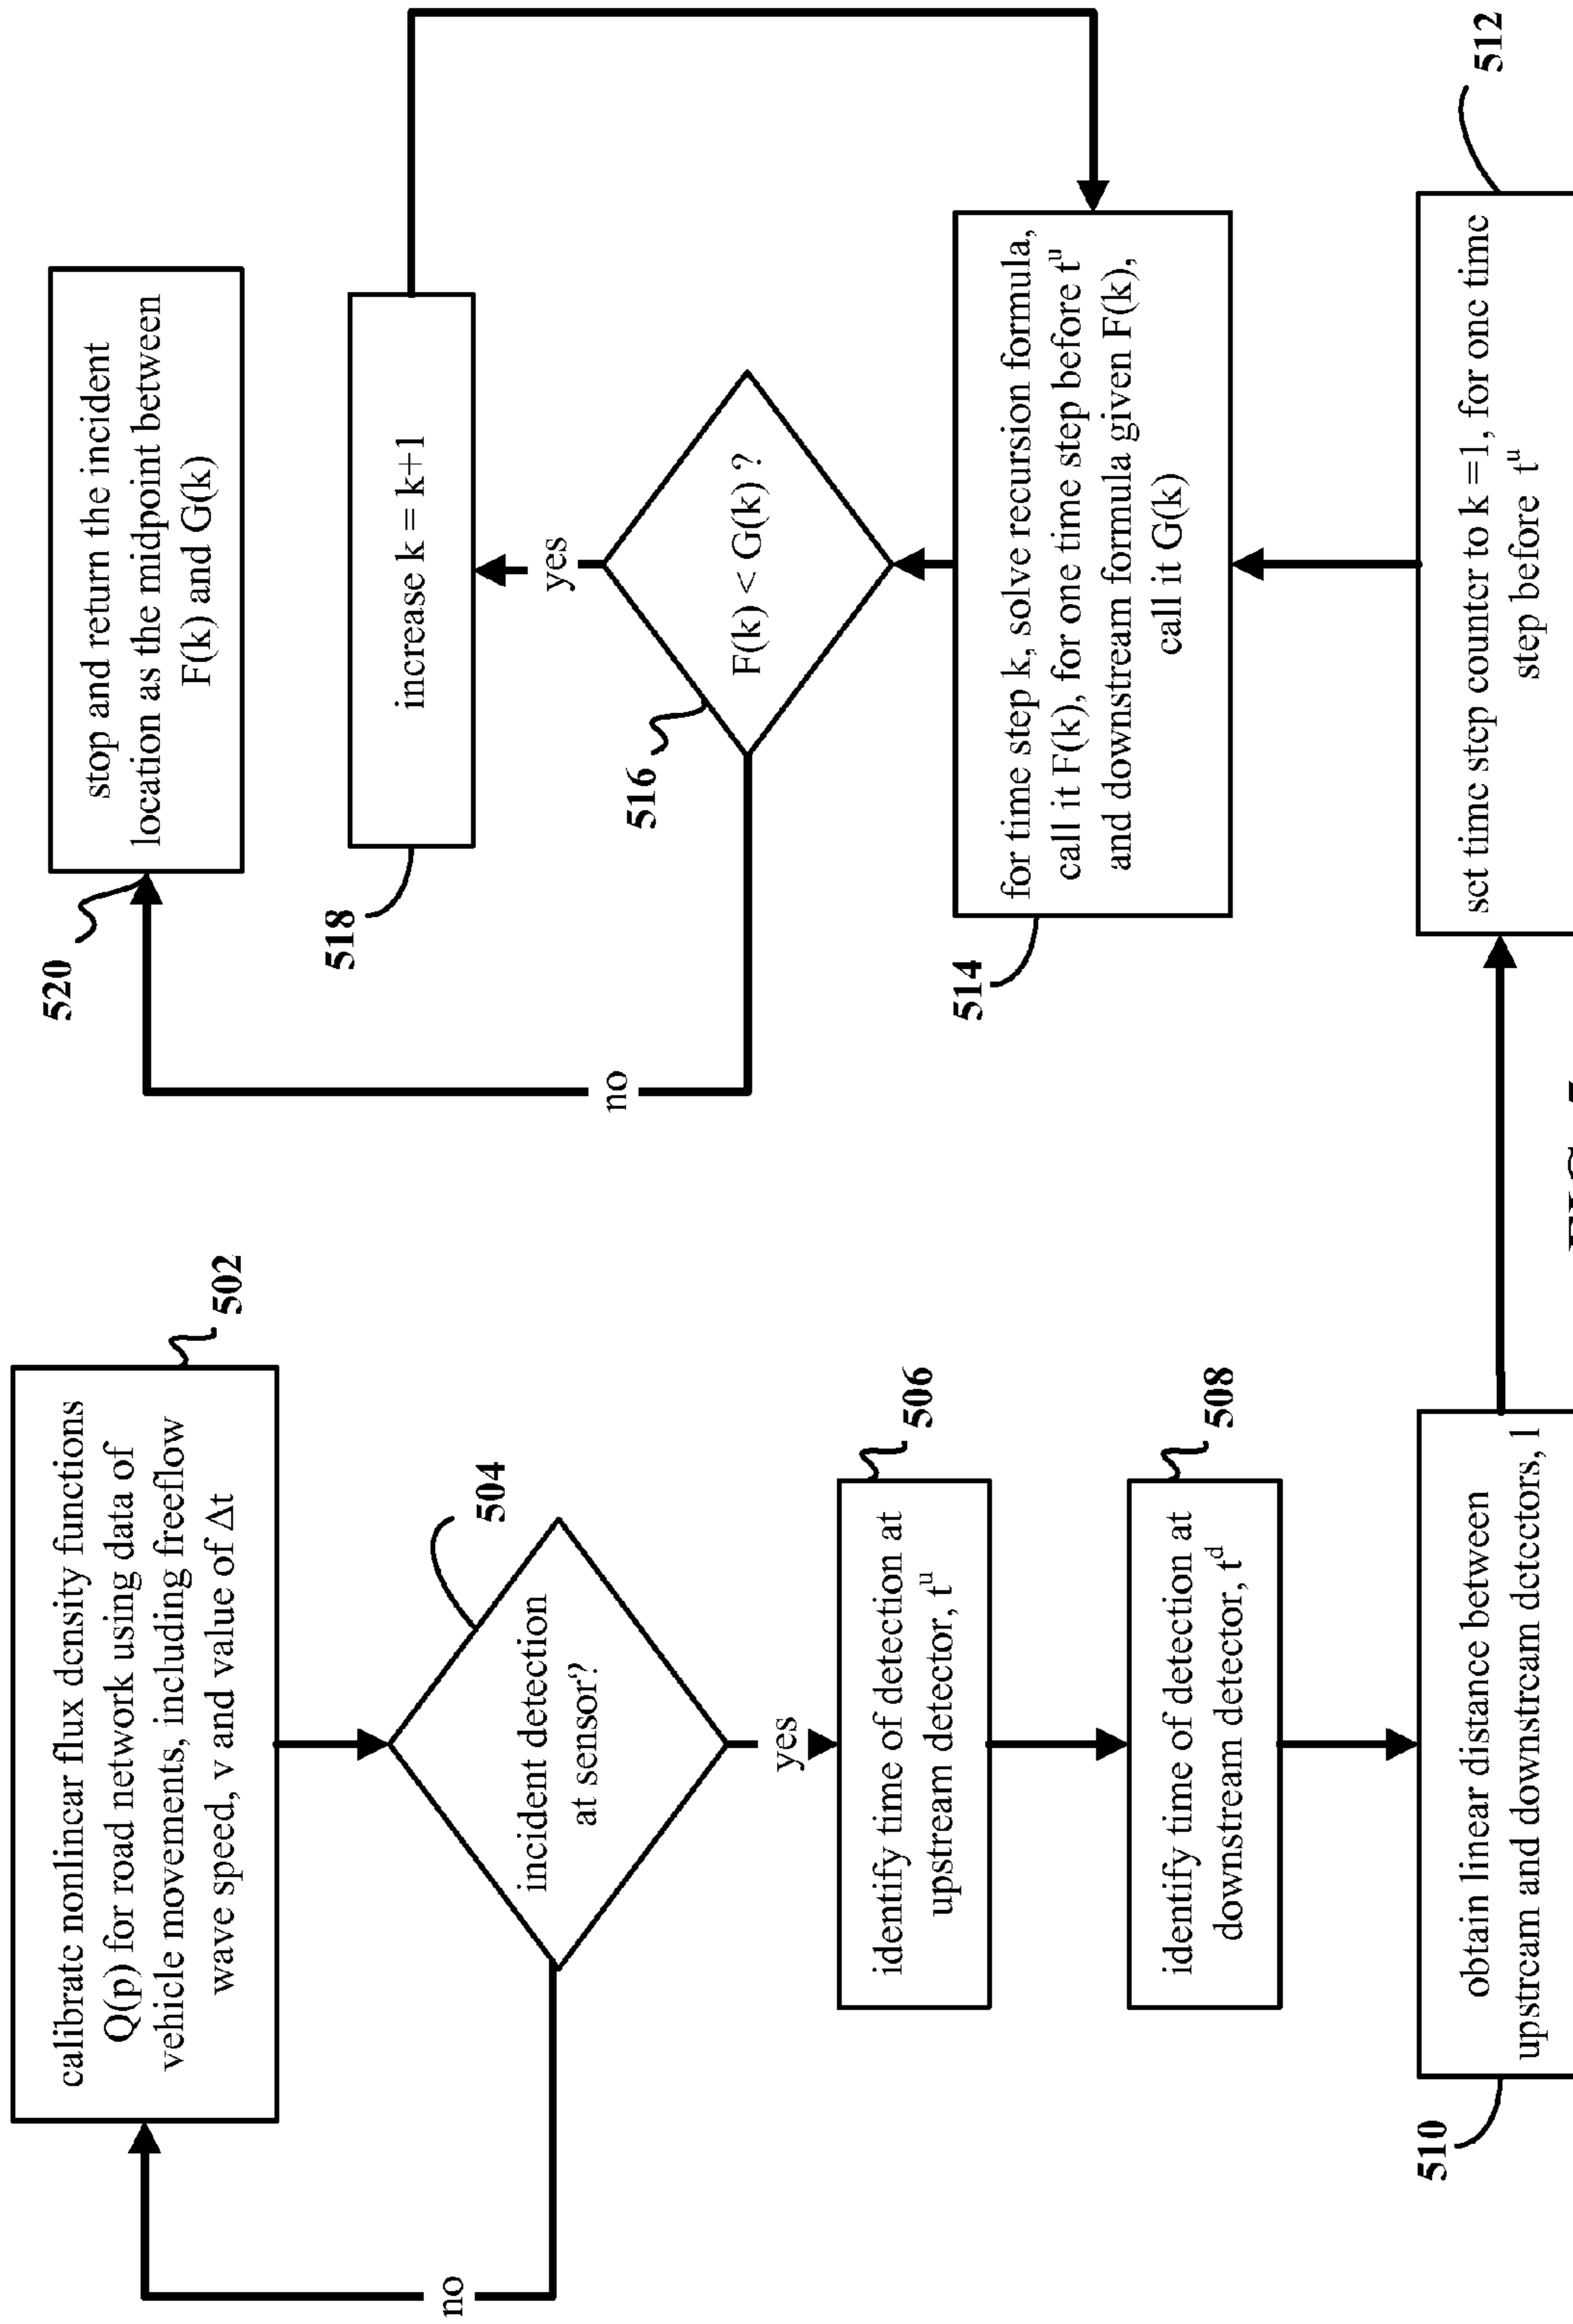 calibrate nonlinear flux density functions
Q(p) for road network using data of
vehicle movements, including freeflow
wave speed, v and value of Δt
502
no
incident detection
at sensor?
504
yes
identify time of detection at
upstream detector, tᵘ
506
identify time of detection at
downstream detector, tᵈ
508
obtain linear distance between
upstream and downstream detectors, l
510
set time step counter to k =1, for one time
step before tᵘ
512
for time step k, solve recursion formula,
call it F(k), for one time step before tᵘ
and downstream formula given F(k),
call it G(k)
514
F(k) < G(k) ?
516
yes
no
increase k = k+1
518
stop and return the incident
location as the midpoint between
F(k) and G(k)
520